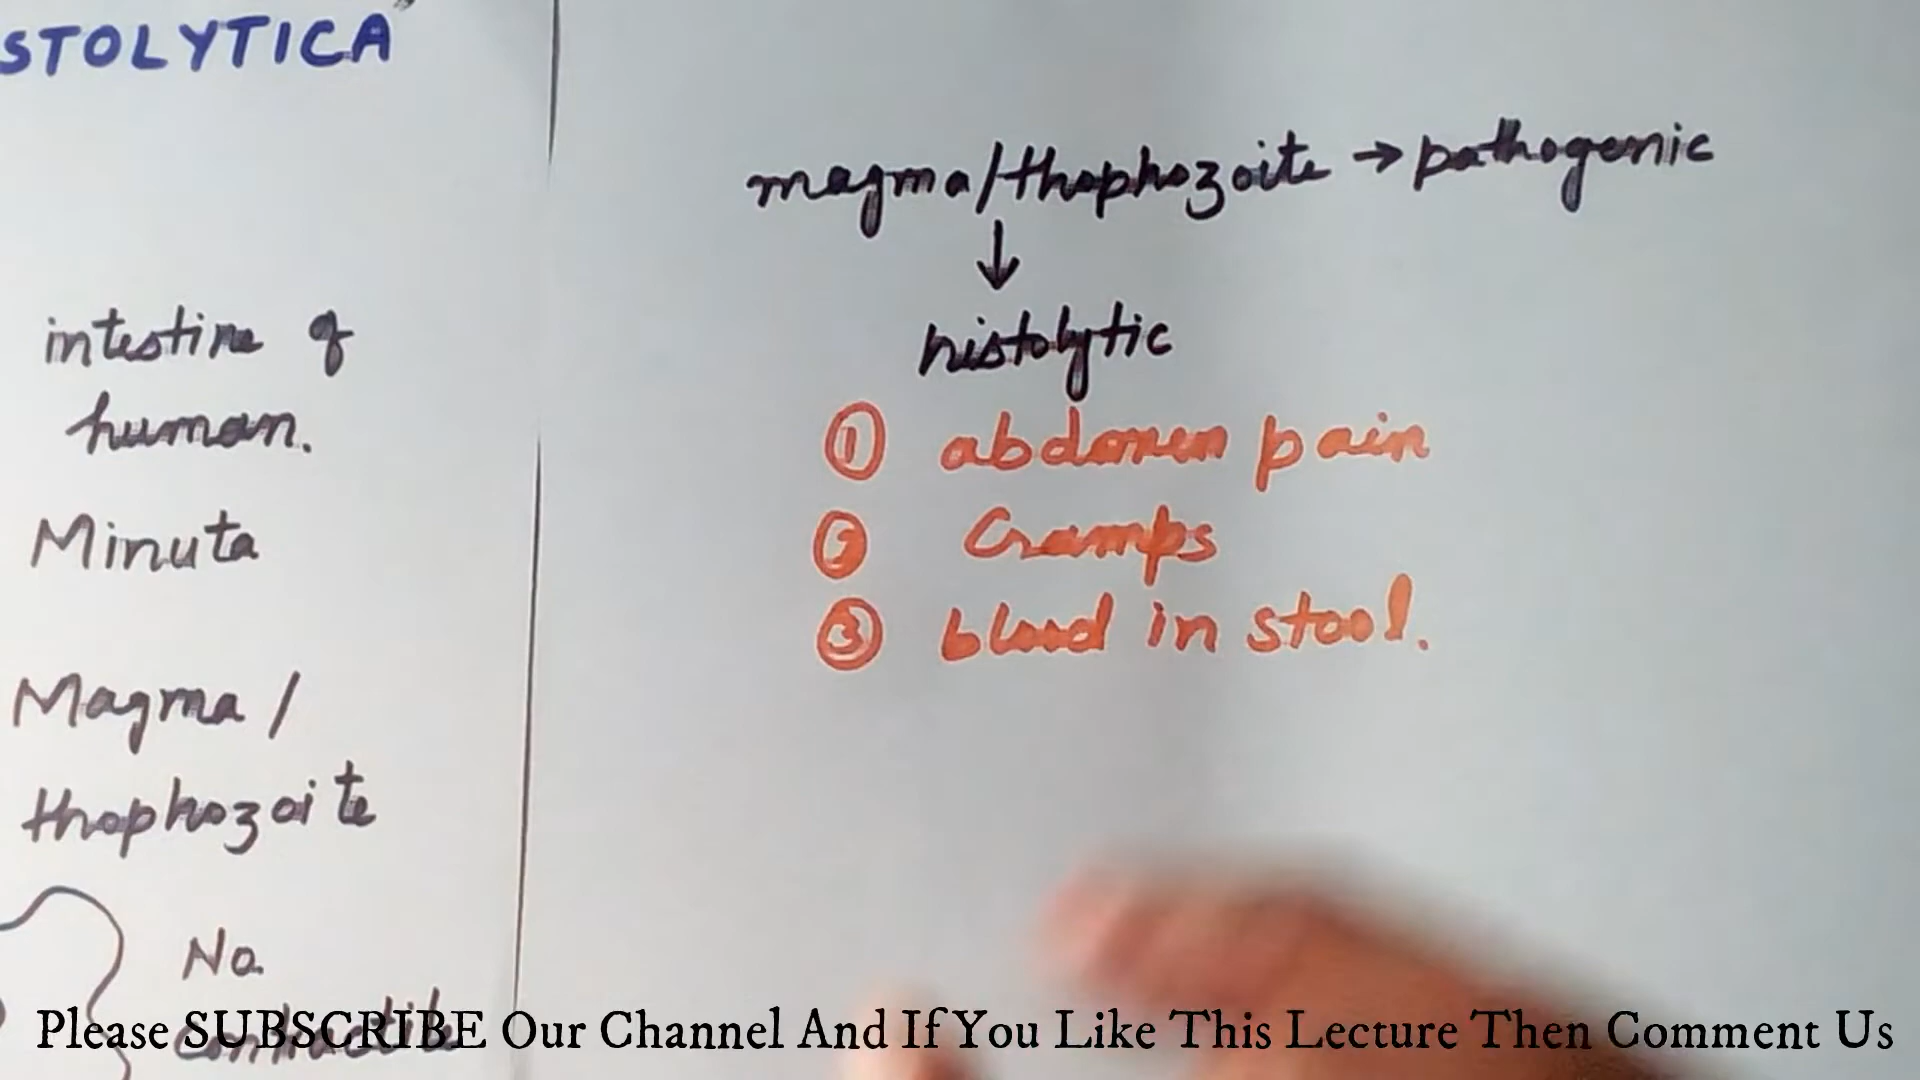 STOLYTICA"
intestine of
human.
Minuta
Magma /
thophozoite
No
contractile
magma/thophozoite → pathogenic
↓
histolytic
① abdomen pain
② Cramps
③ blood in stool.
Please SUBSCRIBE Our Channel And If You Like This Lecture Then Comment Us